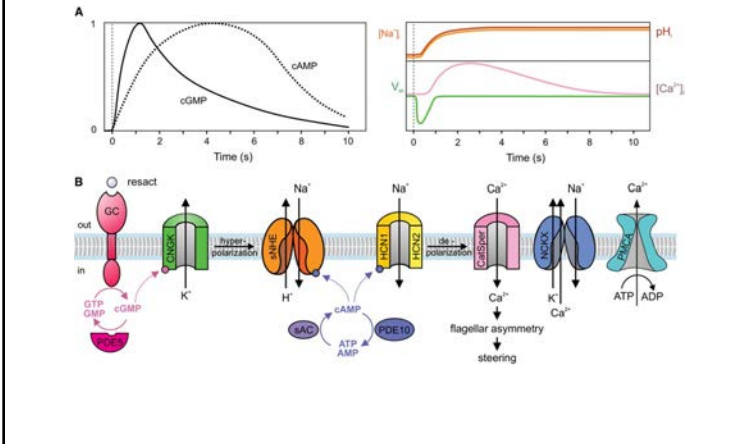 A
1
0
cAMP
cGMP
0 2 4 6 8 10
Time (s)
[Na⁺]ᵢ
pHᵢ
Vₘ
[Ca²⁺]ᵢ
0 2 4 6 8 10
Time (s)
B
resact
GC
out
in
GTP
GMP
cGMP
PDE5
CNGK
K⁺
hyper-
polarization
Na⁺
sNHE
H⁺
cAMP
sAC
PDE10
ATP
AMP
Na⁺
HCN1
HCN2
de-
polarization
Ca²⁺
CatSper
Ca²⁺
flagellar asymmetry
steering
Na⁺
NCKX
K⁺
Ca²⁺
Ca²⁺
PMCA
ATP ADP